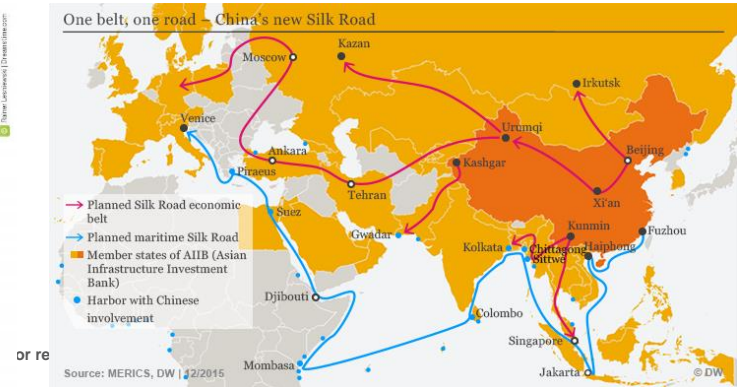 One belt, one road – China's new Silk Road
Kazan
Moscow
Irkutsk
Venice
Urumqi
Ankara
Beijing
Kashgar
Piraeus
Tehran
Xi'an
Planned Silk Road economic
belt
Suez
Kunmin
Planned maritime Silk Road
Gwadar
Fuzhou
Member states of AIIB (Asian
Infrastructure Investment
Bank)
Kolkata
Chittagong
Haiphong
Sittwe
Harbor with Chinese
involvement
Djibouti
Colombo
Singapore
or re
Mombasa
Jakarta
Source: MERICS, DW | 12/2015
© DW